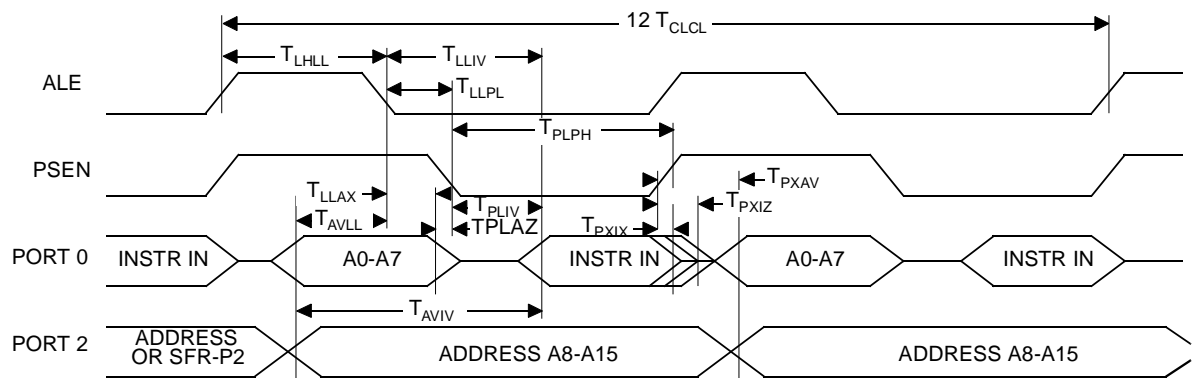 12 TCLCL
TLHLL TLLIV
ALE
TLLPL
TPLPH
PSEN
TLLAX TPXAV
TAVLL TPLIV TPXIZ
TPLAZ TPXIX
PORT 0 INSTR IN A0-A7 INSTR IN A0-A7 INSTR IN
TAVIV
PORT 2 ADDRESS OR SFR-P2 ADDRESS A8-A15 ADDRESS A8-A15